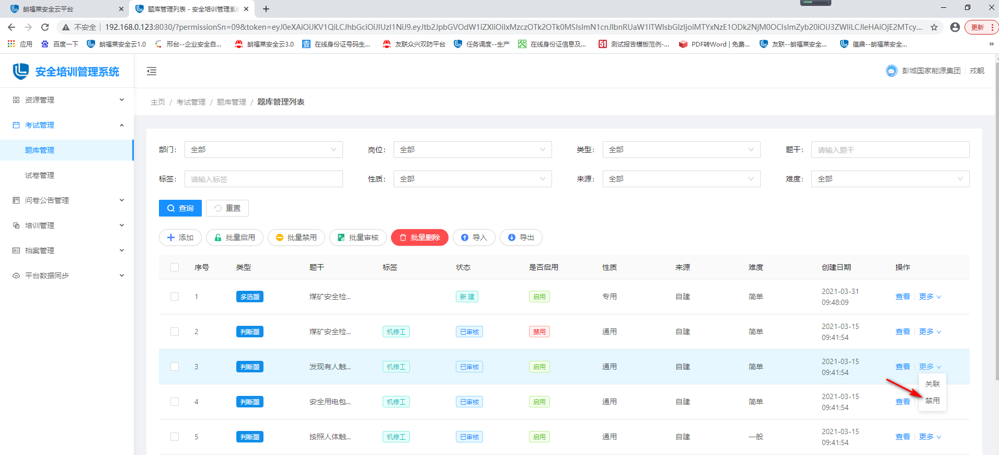 朗福莱安全云平台
题库管理列表 - 安全培训管理系
不安全
192.168.0.123:8030/?permissionSn=09&token=eyJ0eXAiOiJKV1QiLCJhbGciOiJIUzI1NiJ9.eyJtb2JpbGVOdW1iZXIiOiIxMzczOTk2OTk0MSIsImN1cnJlbnRUaW1lTWlsbGlzIjoiMTYxNzE1ODk2NjM0OCIsImZyb20iOiJ3ZWIiLCJleHAiOjE2MTcy...
更新
应用
百度一下
朗福莱安全云1.0
邢台--企业安全自...
朗福莱安全云3.0
查
在线身份证号码生...
友联众兴双防平台
任务调度--生产
在线身份证信息及...
51
测试报告模板范例-...
PDF转Word | 免费...
友联--朗福莱安全...
蕴鼎--朗福莱安全...
»
安全培训管理系统
彭城国家能源集团
戎靓
资源管理
考试管理
题库管理
试卷管理
问卷公告管理
培训管理
档案管理
平台数据同步
主页 / 考试管理 / 题库管理 / 题库管理列表
部门: 全部
岗位: 全部
类型: 全部
题干: 请输入题干
标签: 请输入标签
性质: 全部
来源: 全部
难度: 全部
查询
重置
添加
批量启用
批量禁用
批量审核
批量删除
导入
导出
序号 类型 题干 标签 状态 是否启用 性质 来源 难度 创建日期 操作
1 多选题 煤矿安全检... 新 建 启用 专用 自建 简单 2021-03-31 09:48:09 查看 更多
2 判断题 煤矿安全检... 机修工 已审核 禁用 通用 自建 简单 2021-03-15 09:41:54 查看 更多
3 判断题 发现有人触... 机修工 已审核 启用 通用 自建 简单 2021-03-15 09:41:54 查看 更多
关联
禁用
4 判断题 安全用电包... 机修工 已审核 启用 通用 自建 简单 2021-03-15 09:41:54 查看
5 判断题 按照人体触... 机修工 已审核 启用 通用 自建 一般 2021-03-15 09:41:54 查看 更多